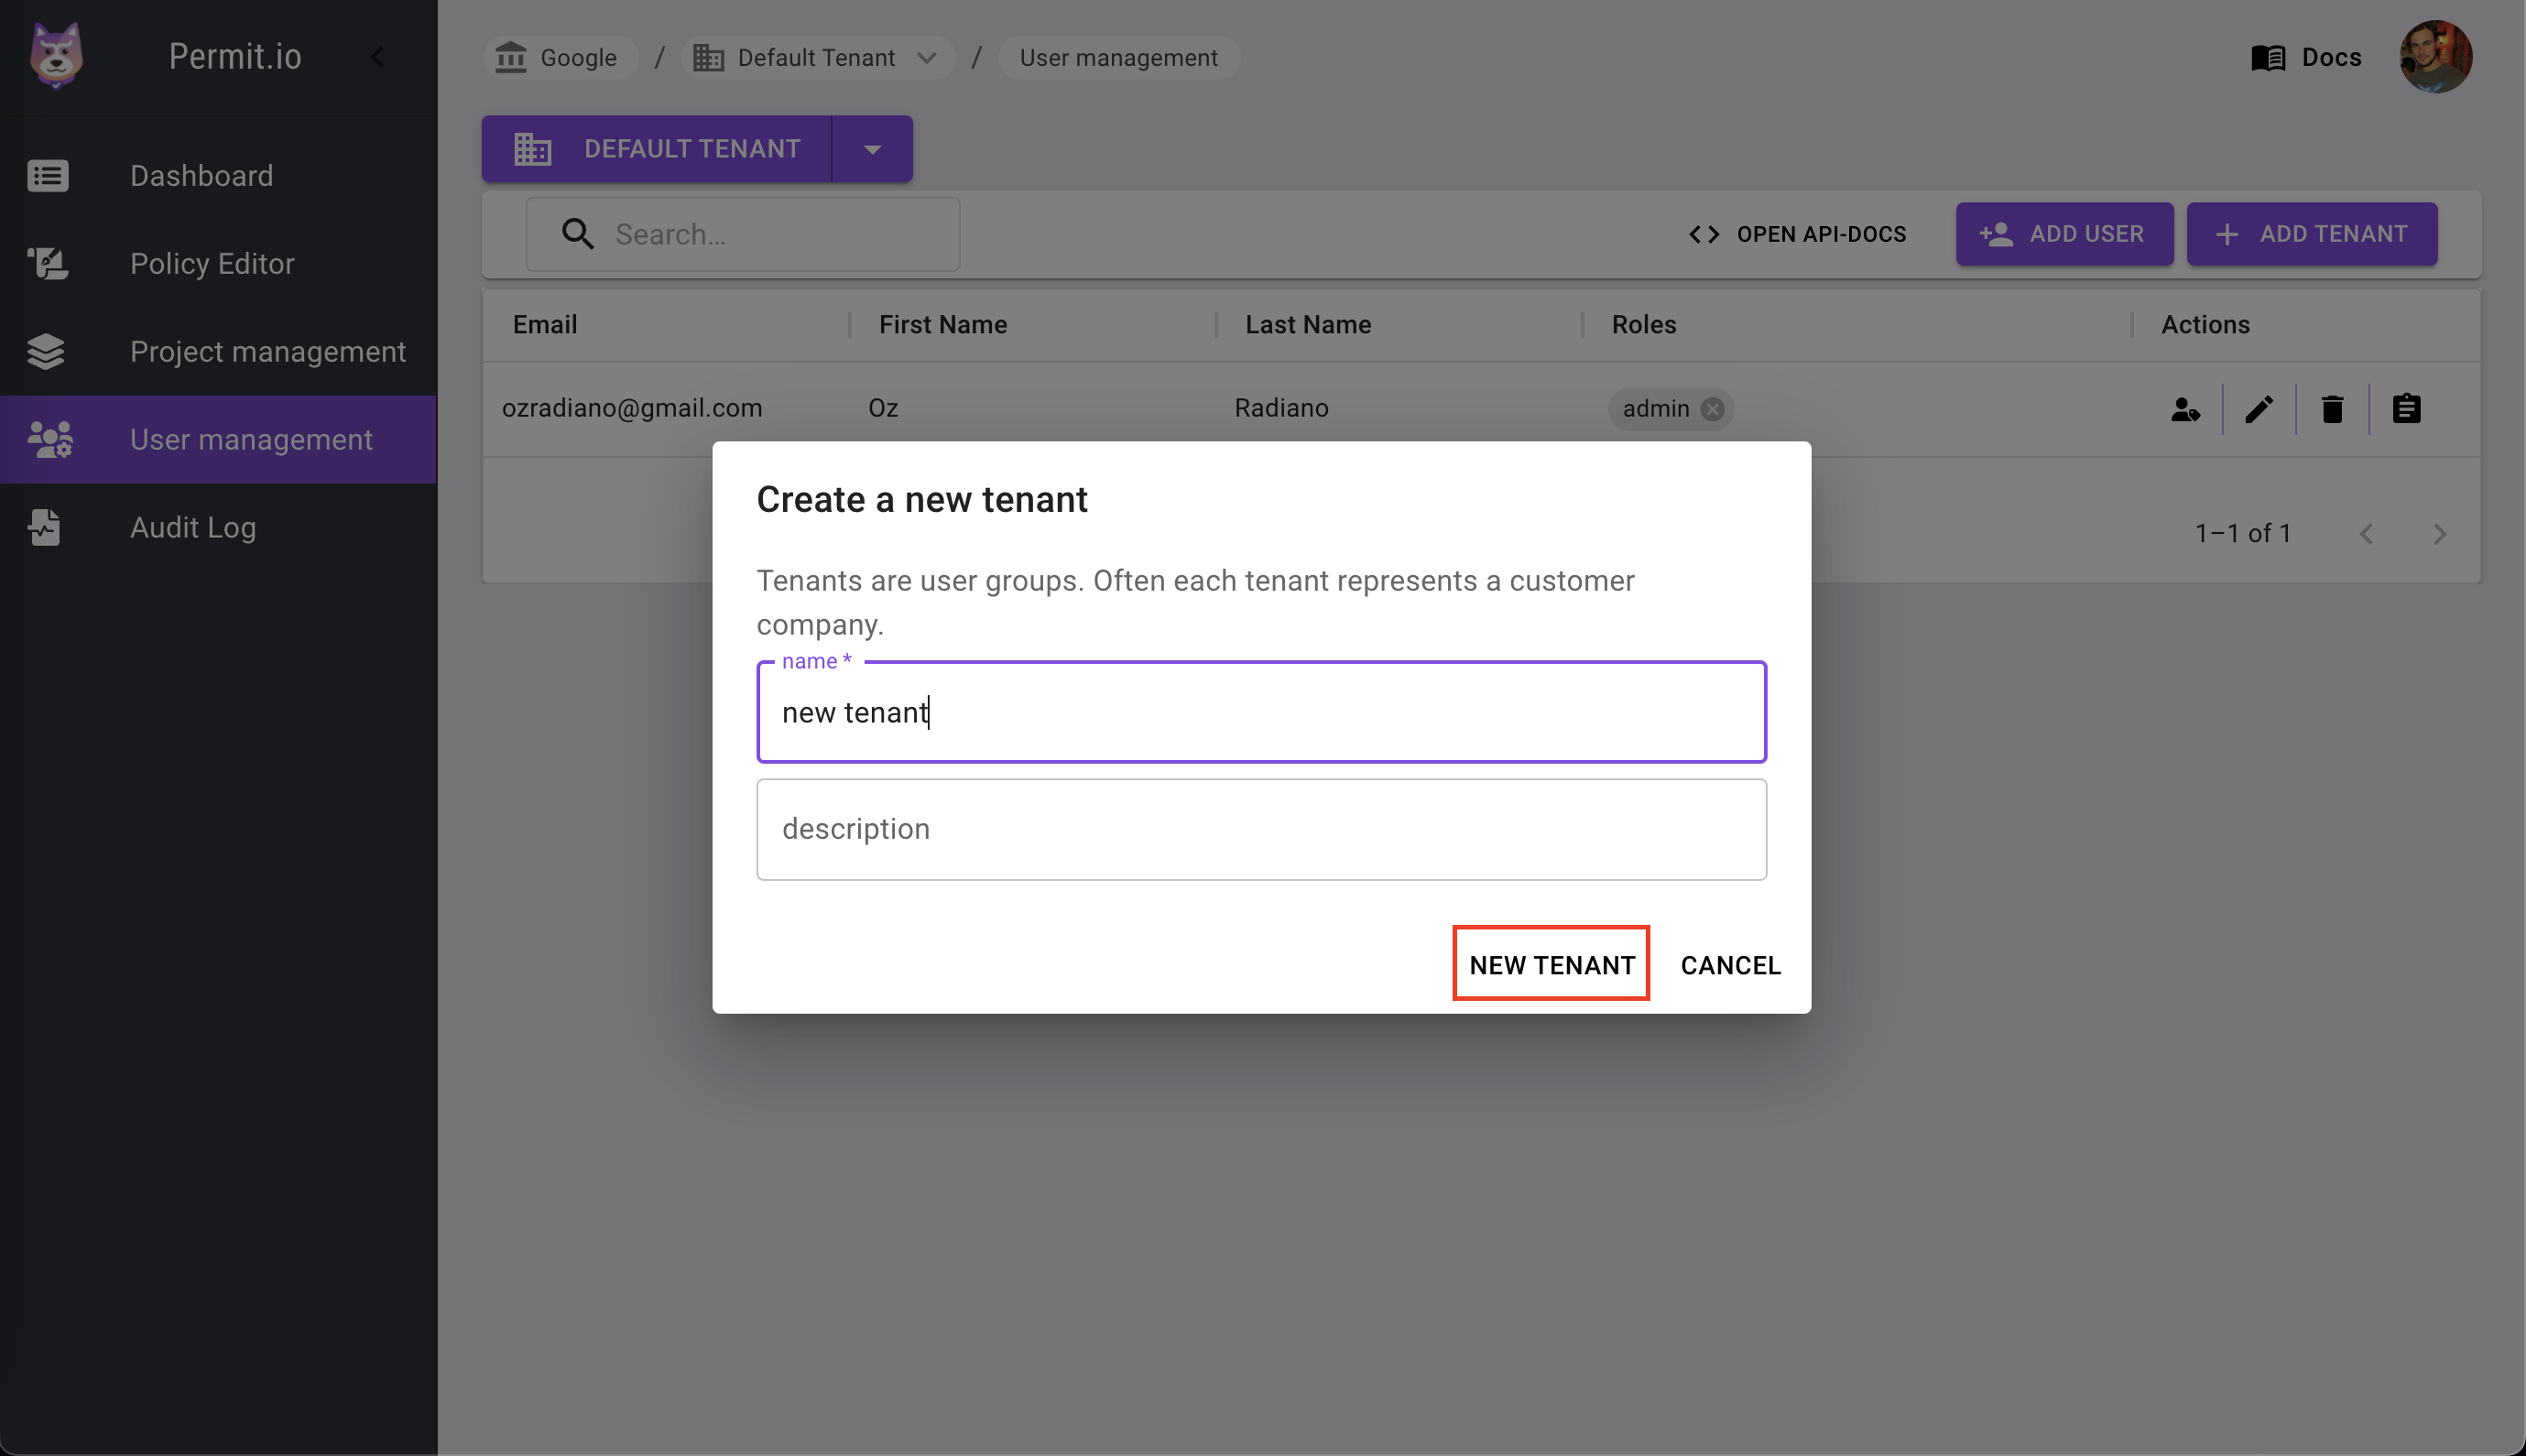 Permit.io
Google / Default Tenant / User management
Docs
Dashboard
Policy Editor
Project management
User management
Audit Log
DEFAULT TENANT
Search...
OPEN API-DOCS
ADD USER
ADD TENANT
Email First Name Last Name Roles Actions
ozradiano@gmail.com Oz Radiano admin
1–1 of 1
Create a new tenant
Tenants are user groups. Often each tenant represents a customer
company.
name *
new tenant
description
NEW TENANT CANCEL